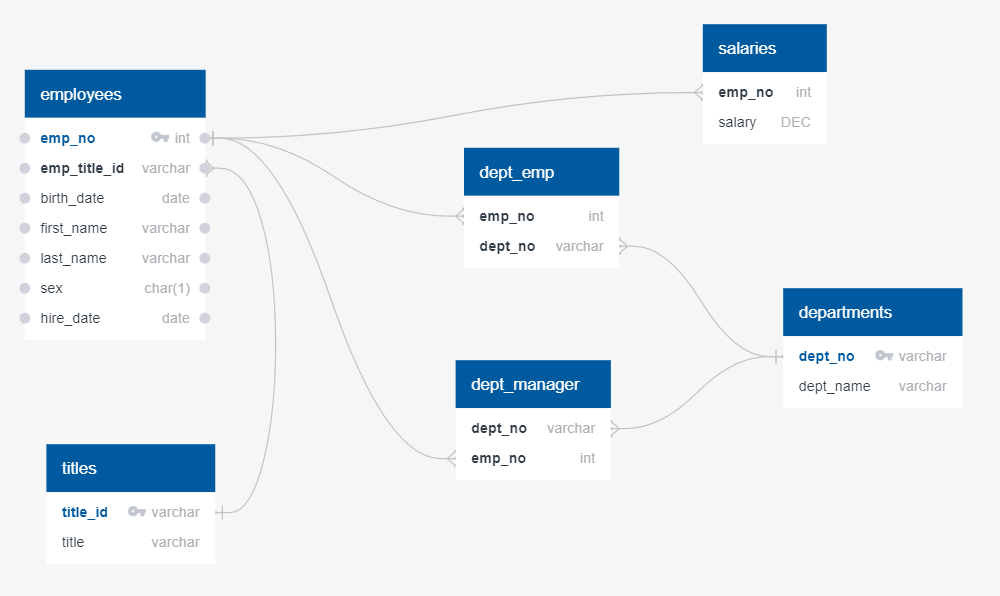 employees
emp_no int
emp_title_id varchar
birth_date date
first_name varchar
last_name varchar
sex char(1)
hire_date date
salaries
emp_no int
salary DEC
dept_emp
emp_no int
dept_no varchar
departments
dept_no varchar
dept_name varchar
dept_manager
dept_no varchar
emp_no int
titles
title_id varchar
title varchar